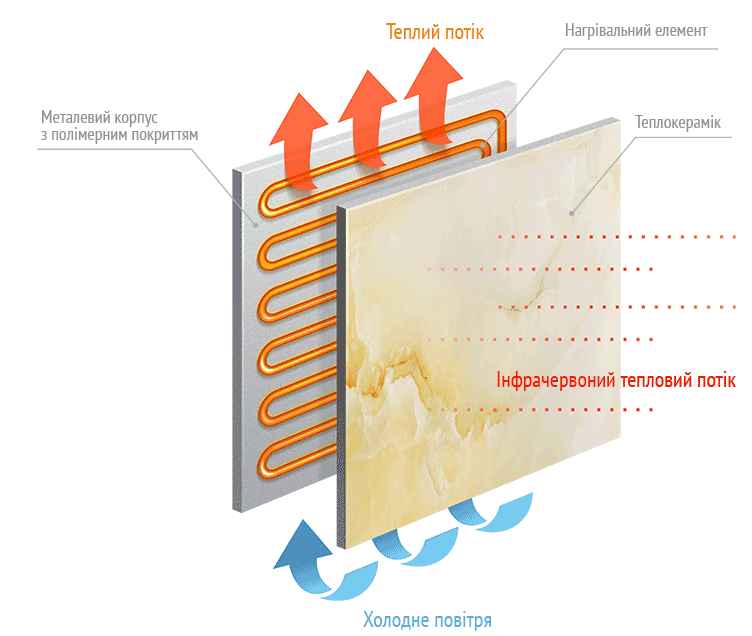 Теплий потік
Нагрівальний елемент
Металевий корпус
з полімерним покриттям
Теплокерамік
Інфрачервоний тепловий потік
Холодне повітря